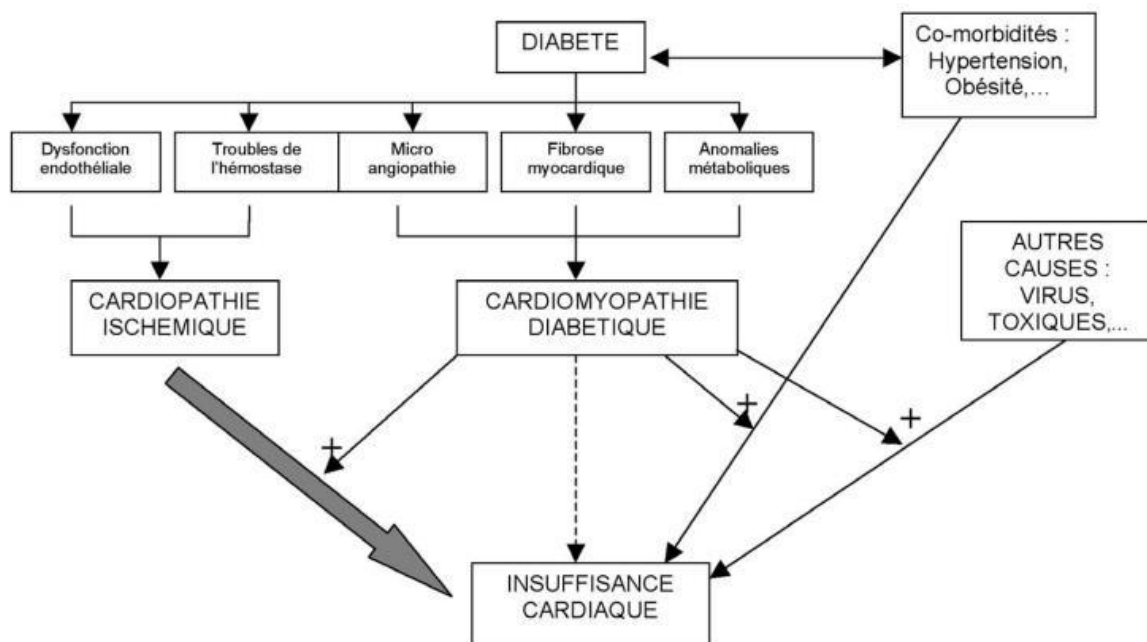 DIABETE
Co-morbidités :
Hypertension,
Obésité,...
Dysfonction
endothéliale
Troubles de
l'hémostase
Micro
angiopathie
Fibrose
myocardique
Anomalies
métaboliques
AUTRES
CAUSES :
VIRUS,
TOXIQUES,...
CARDIOPATHIE
ISCHEMIQUE
CARDIOMYOPATHIE
DIABETIQUE
+
+
+
INSUFFISANCE
CARDIAQUE